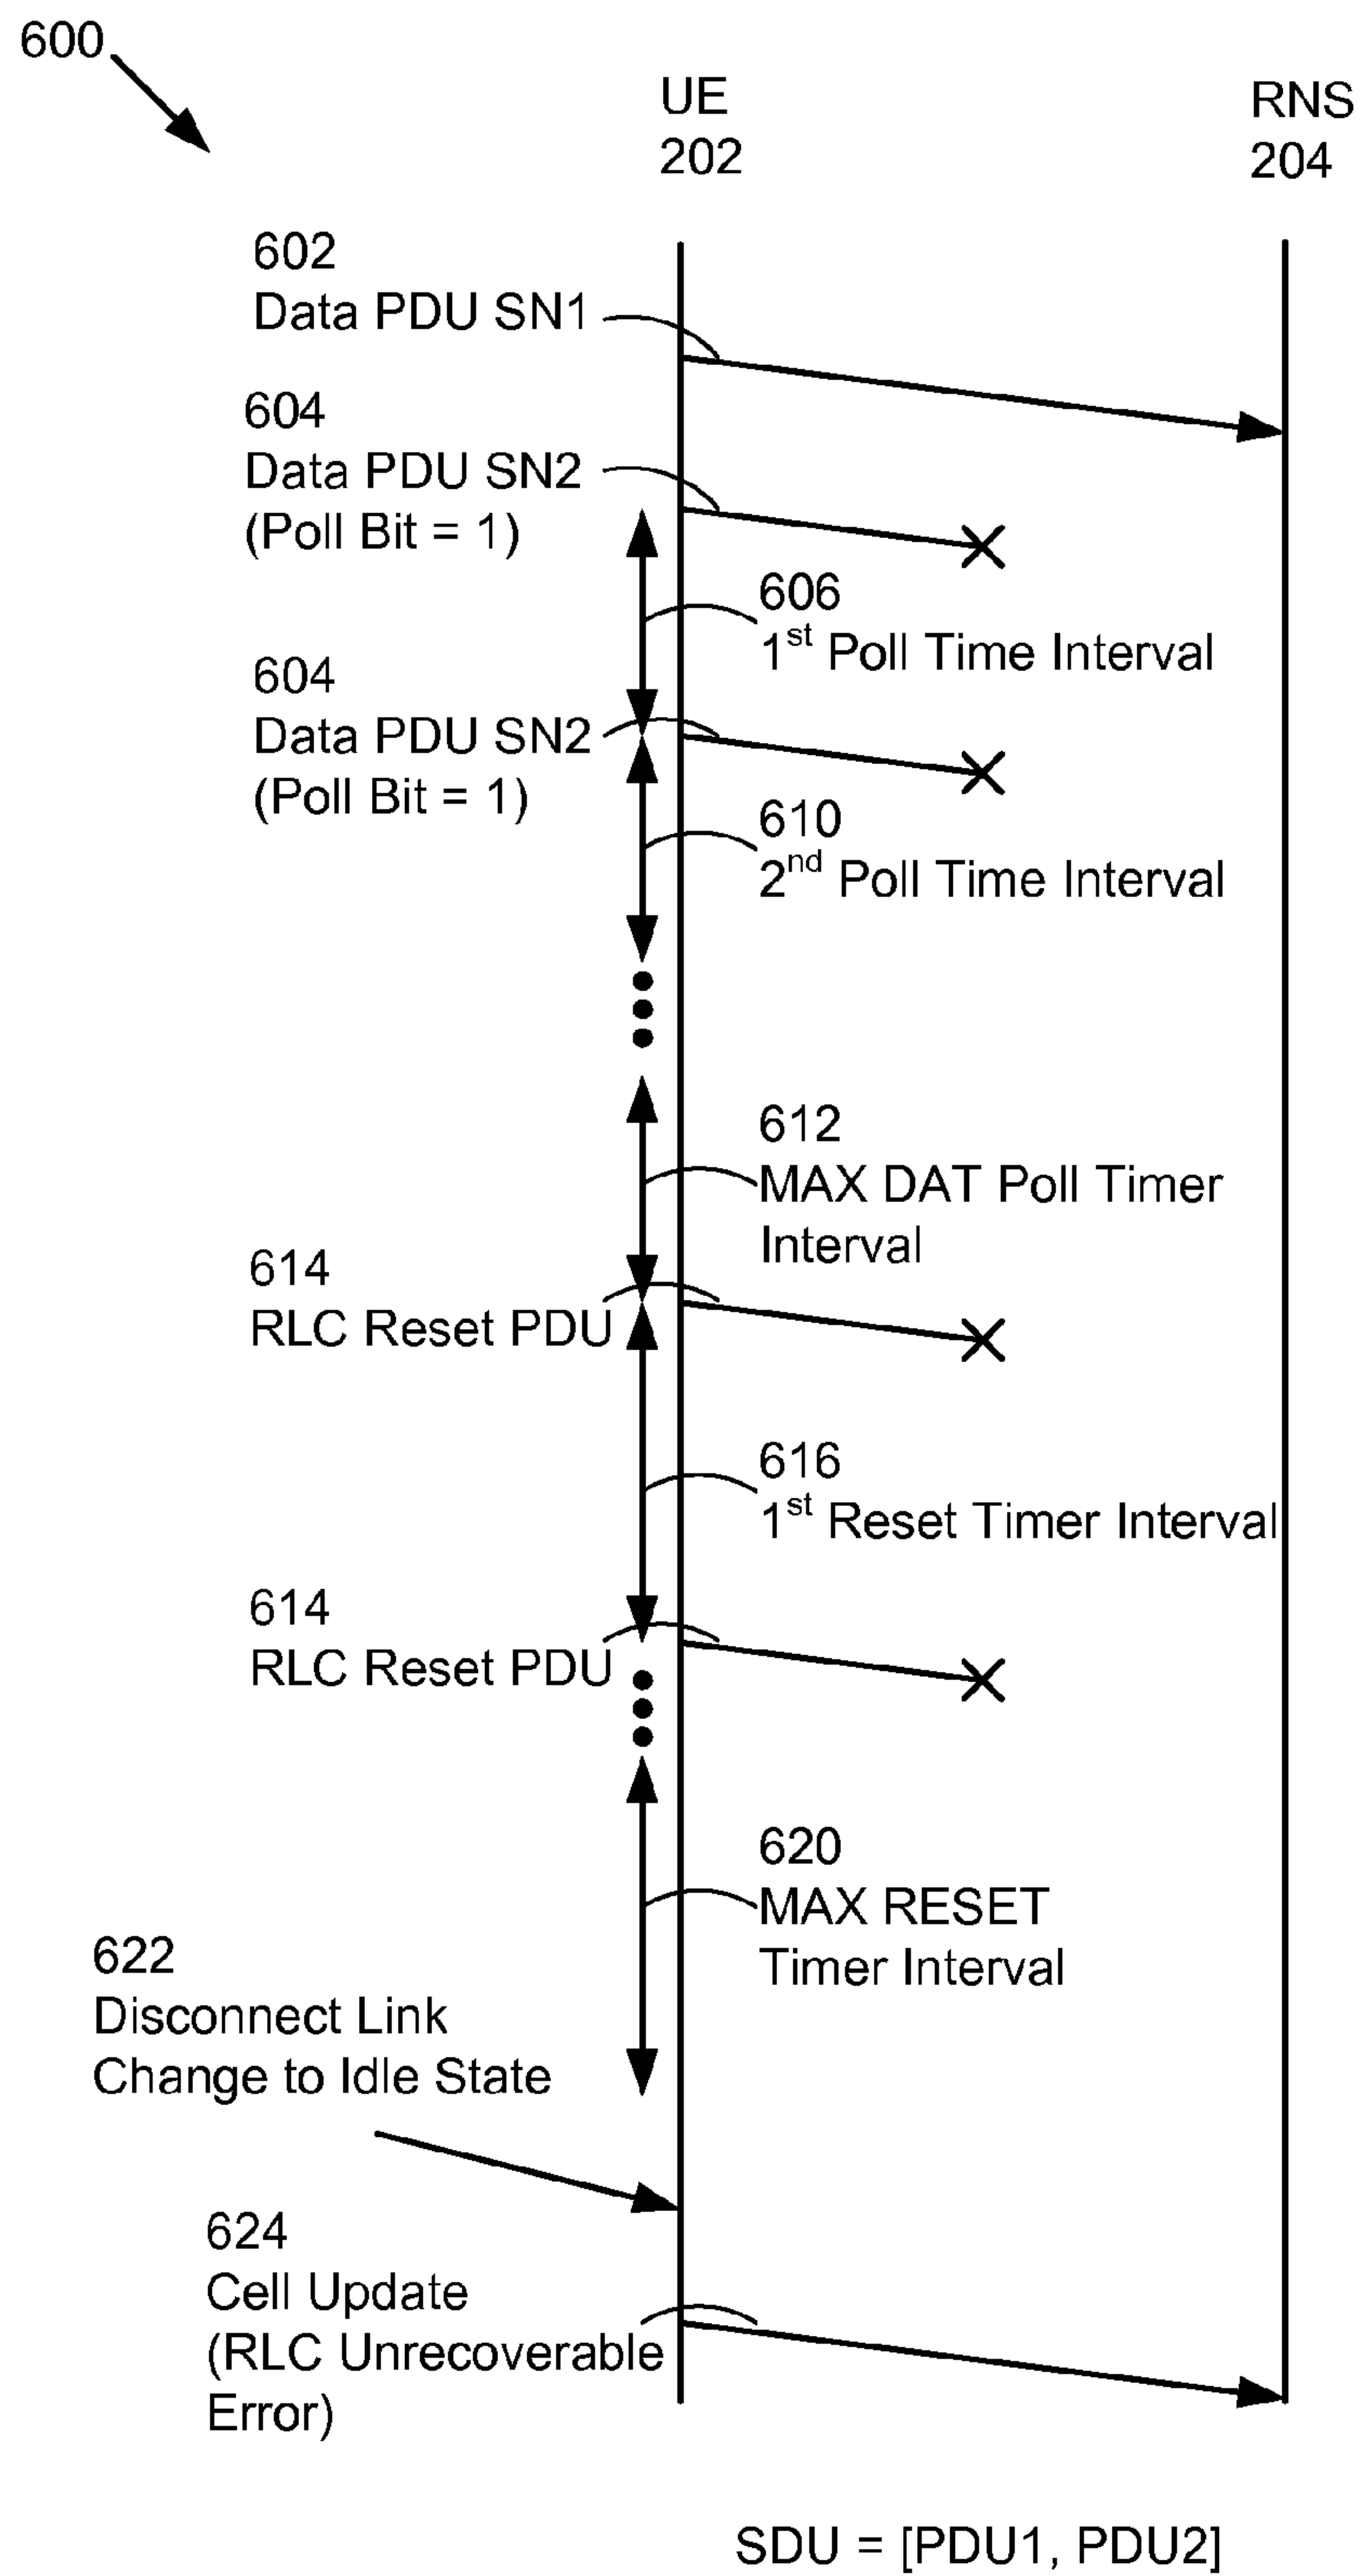 600
UE
202
RNS
204
602
Data PDU SN1
604
Data PDU SN2
(Poll Bit = 1)
606
1st Poll Time Interval
604
Data PDU SN2
(Poll Bit = 1)
610
2nd Poll Time Interval
612
MAX DAT Poll Timer
Interval
614
RLC Reset PDU
616
1st Reset Timer Interval
614
RLC Reset PDU
620
MAX RESET
Timer Interval
622
Disconnect Link
Change to Idle State
624
Cell Update
(RLC Unrecoverable
Error)
SDU = [PDU1, PDU2]